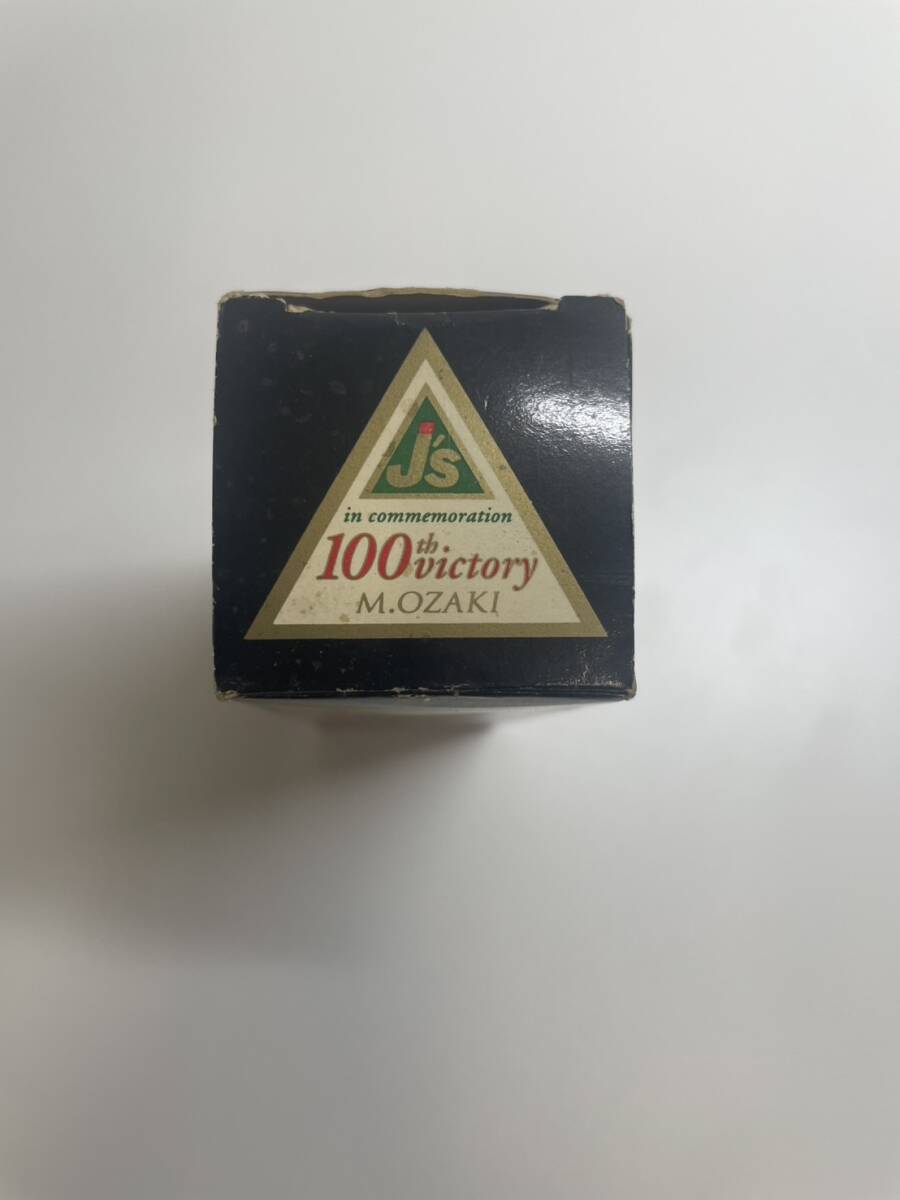 J's
in commemoration
100th victory
M.OZAKI